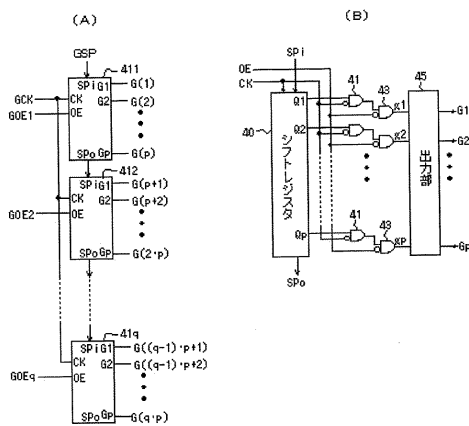 (A)
GSP
411
GCK
GOE1
SPi G1
CK G2
OE
SPo Gp
G(1)
G(2)
G(p)
412
GOE2
SPi G1
CK G2
OE
SPo Gp
G(p+1)
G(p+2)
G(2·p)
41q
GOEq
SPi G1
CK G2
OE
SPo Gp
G((q-1)·p+1)
G((q-1)·p+2)
G(q·p)
(B)
SPi
OE
CK
40
シフトレジスタ
Q1
Q2
Qp
SPo
41
43
g1
g2
41
43
gp
45
出力部
G1
G2
Gp